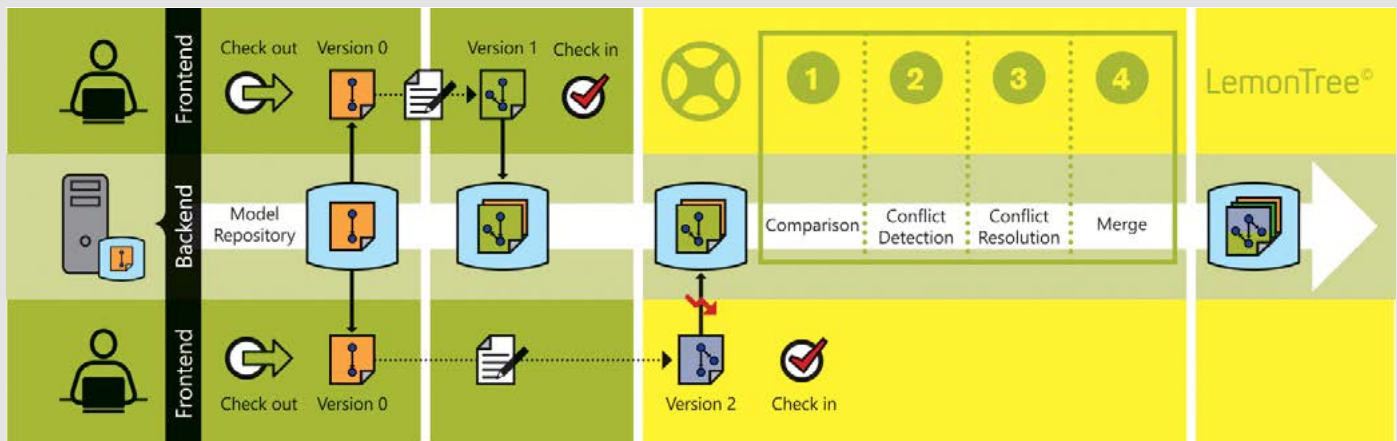 Frontend
Check out
Version 0
Version 1
Check in
1
2
3
4
LemonTree©
Backend
Model
Repository
Comparison
Conflict
Detection
Conflict
Resolution
Merge
Frontend
Check out
Version 0
Version 2
Check in